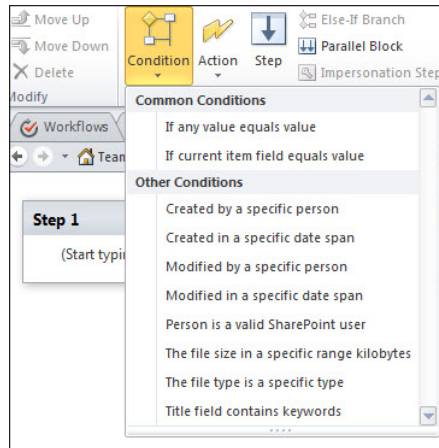 Move Up
Move Down
Delete
Modify
Condition
Action
Step
Else-If Branch
Parallel Block
Impersonation Step
Common Conditions
If any value equals value
If current item field equals value
Other Conditions
Created by a specific person
Created in a specific date span
Modified by a specific person
Modified in a specific date span
Person is a valid SharePoint user
The file size in a specific range kilobytes
The file type is a specific type
Title field contains keywords
Workflows
Tear
Step 1
(Start typi